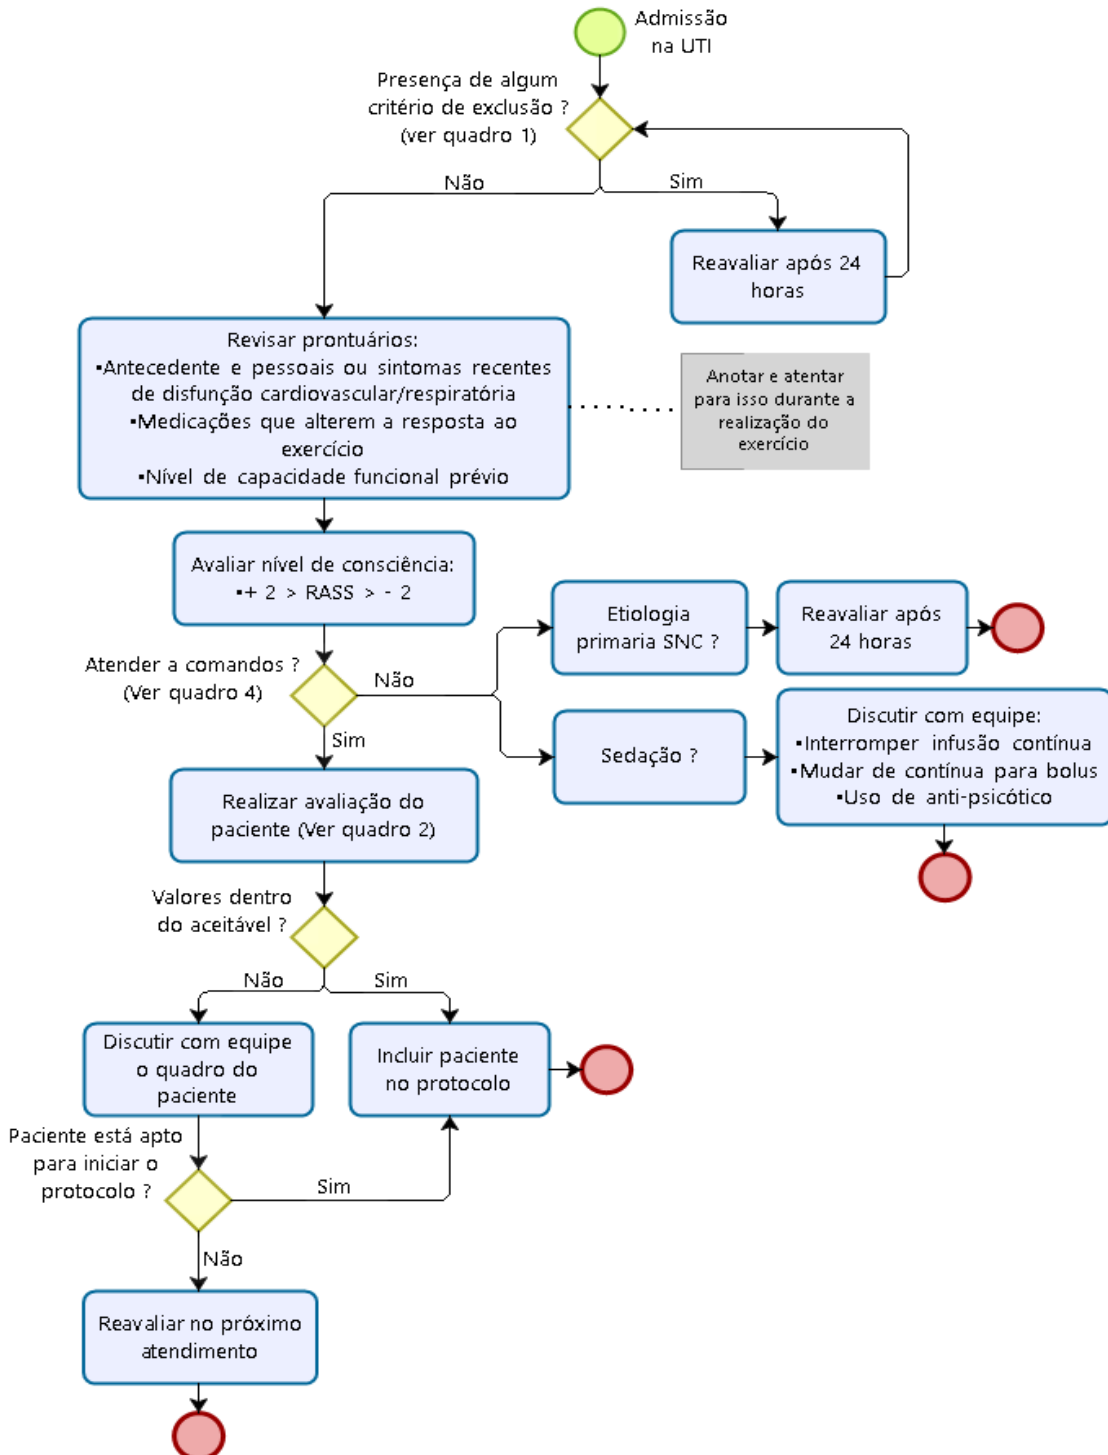 Admissão
na UTI
Presença de algum
critério de exclusão ?
(ver quadro 1)
Não
Sim
Reavaliar após 24
horas
Revisar prontuários:
▪Antecedente e pessoais ou sintomas recentes
de disfunção cardiovascular/respiratória
▪Medicações que alterem a resposta ao
exercício
▪Nível de capacidade funcional prévio
Anotar e atentar
para isso durante a
realização do
exercício
Avaliar nível de consciência:
▪+ 2 > RASS > - 2
Atender a comandos ?
(Ver quadro 4)
Não
Etiologia
primaria SNC ?
Reavaliar após
24 horas
Sedação ?
Discutir com equipe:
▪Interromper infusão contínua
▪Mudar de contínua para bolus
▪Uso de anti-psicótico
Sim
Realizar avaliação do
paciente (Ver quadro 2)
Valores dentro
do aceitável ?
Não
Sim
Discutir com equipe
o quadro do
paciente
Incluir paciente
no protocolo
Paciente está apto
para iniciar o
protocolo ?
Sim
Não
Reavaliar no próximo
atendimento